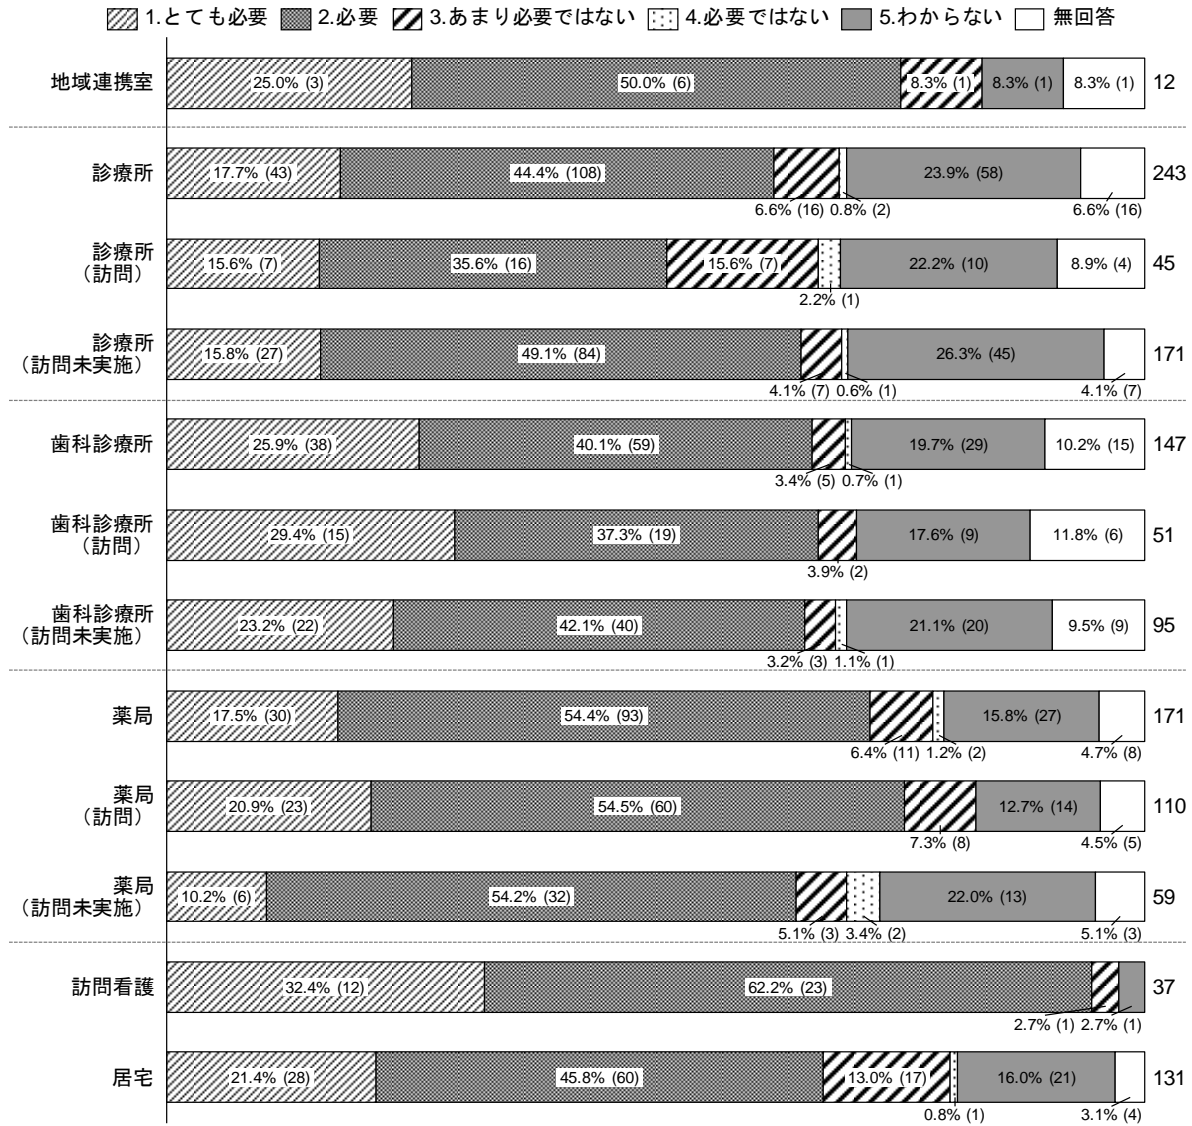 1.とても必要 2.必要 3.あまり必要ではない 4.必要ではない 5.わからない 無回答
地域連携室 25.0% (3) 50.0% (6) 8.3% (1) 8.3% (1) 8.3% (1) 12
診療所 17.7% (43) 44.4% (108) 23.9% (58) 243
6.6% (16) 0.8% (2) 6.6% (16)
診療所
（訪問） 15.6% (7) 35.6% (16) 15.6% (7) 22.2% (10) 8.9% (4) 45
2.2% (1)
診療所
（訪問未実施） 15.8% (27) 49.1% (84) 26.3% (45) 171
4.1% (7) 0.6% (1) 4.1% (7)
歯科診療所 25.9% (38) 40.1% (59) 19.7% (29) 10.2% (15) 147
3.4% (5) 0.7% (1)
歯科診療所
（訪問） 29.4% (15) 37.3% (19) 17.6% (9) 11.8% (6) 51
3.9% (2)
歯科診療所
（訪問未実施） 23.2% (22) 42.1% (40) 21.1% (20) 9.5% (9) 95
3.2% (3) 1.1% (1)
薬局 17.5% (30) 54.4% (93) 15.8% (27) 171
6.4% (11) 1.2% (2) 4.7% (8)
薬局
（訪問） 20.9% (23) 54.5% (60) 12.7% (14) 110
7.3% (8) 4.5% (5)
薬局
（訪問未実施） 10.2% (6) 54.2% (32) 22.0% (13) 59
5.1% (3) 3.4% (2) 5.1% (3)
訪問看護 32.4% (12) 62.2% (23) 37
2.7% (1) 2.7% (1)
居宅 21.4% (28) 45.8% (60) 13.0% (17) 16.0% (21) 131
0.8% (1) 3.1% (4)